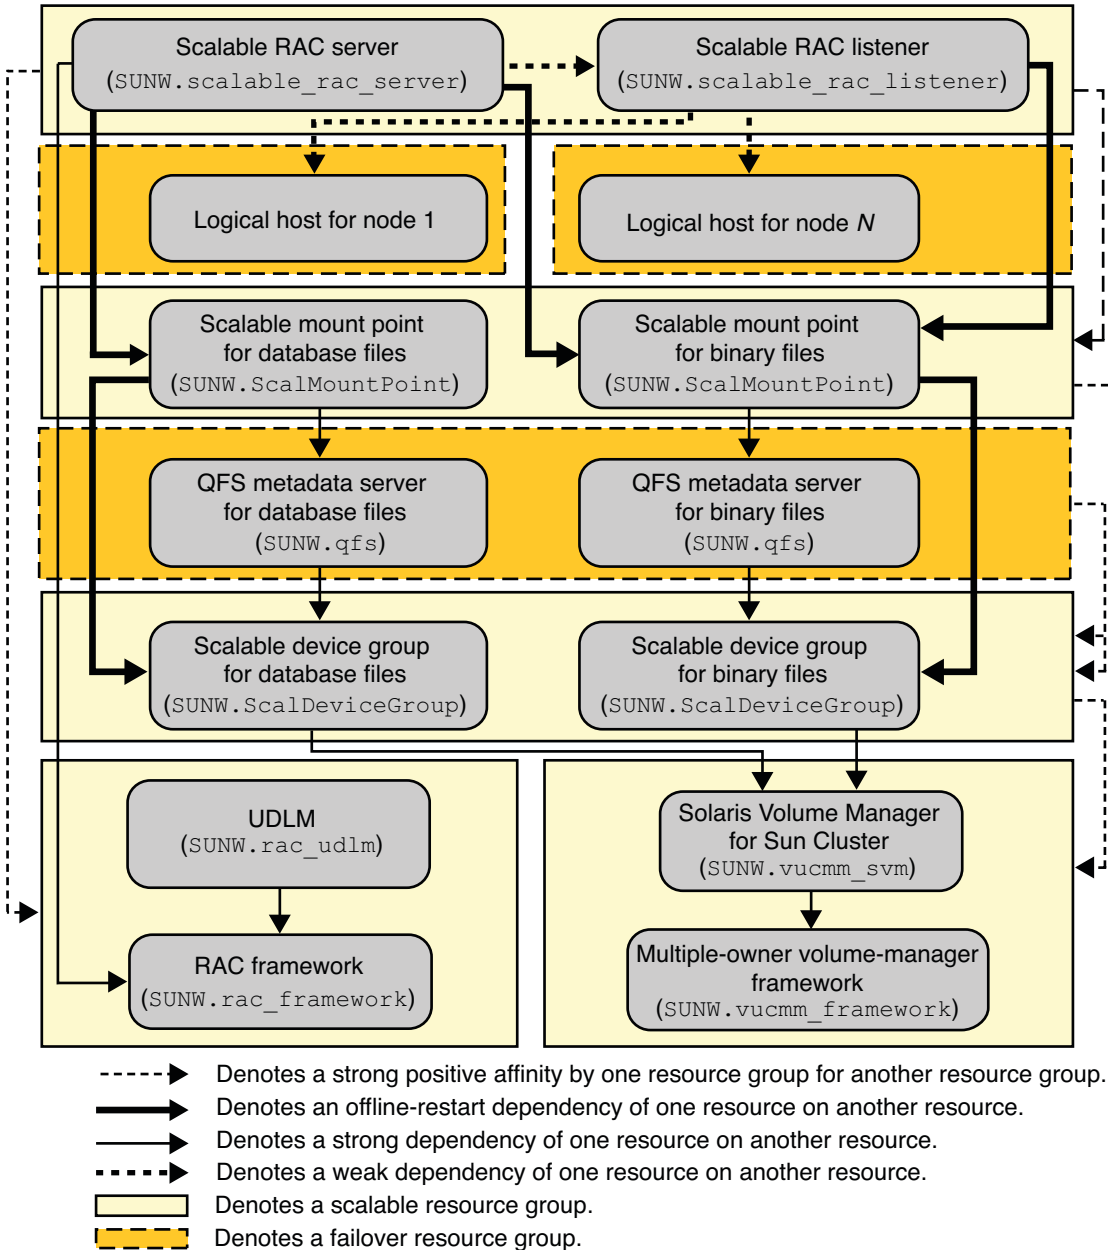 Scalable RAC server
(SUNW.scalable_rac_server)
Scalable RAC listener
(SUNW.scalable_rac_listener)
Logical host for node 1
Logical host for node N
Scalable mount point
for database files
(SUNW.ScalMountPoint)
Scalable mount point
for binary files
(SUNW.ScalMountPoint)
QFS metadata server
for database files
(SUNW.qfs)
QFS metadata server
for binary files
(SUNW.qfs)
Scalable device group
for database files
(SUNW.ScalDeviceGroup)
Scalable device group
for binary files
(SUNW.ScalDeviceGroup)
UDLM
(SUNW.rac_udlm)
RAC framework
(SUNW.rac_framework)
Solaris Volume Manager
for Sun Cluster
(SUNW.vucmm_svm)
Multiple-owner volume-manager
framework
(SUNW.vucmm_framework)
Denotes a strong positive affinity by one resource group for another resource group.
Denotes an offline-restart dependency of one resource on another resource.
Denotes a strong dependency of one resource on another resource.
Denotes a weak dependency of one resource on another resource.
Denotes a scalable resource group.
Denotes a failover resource group.